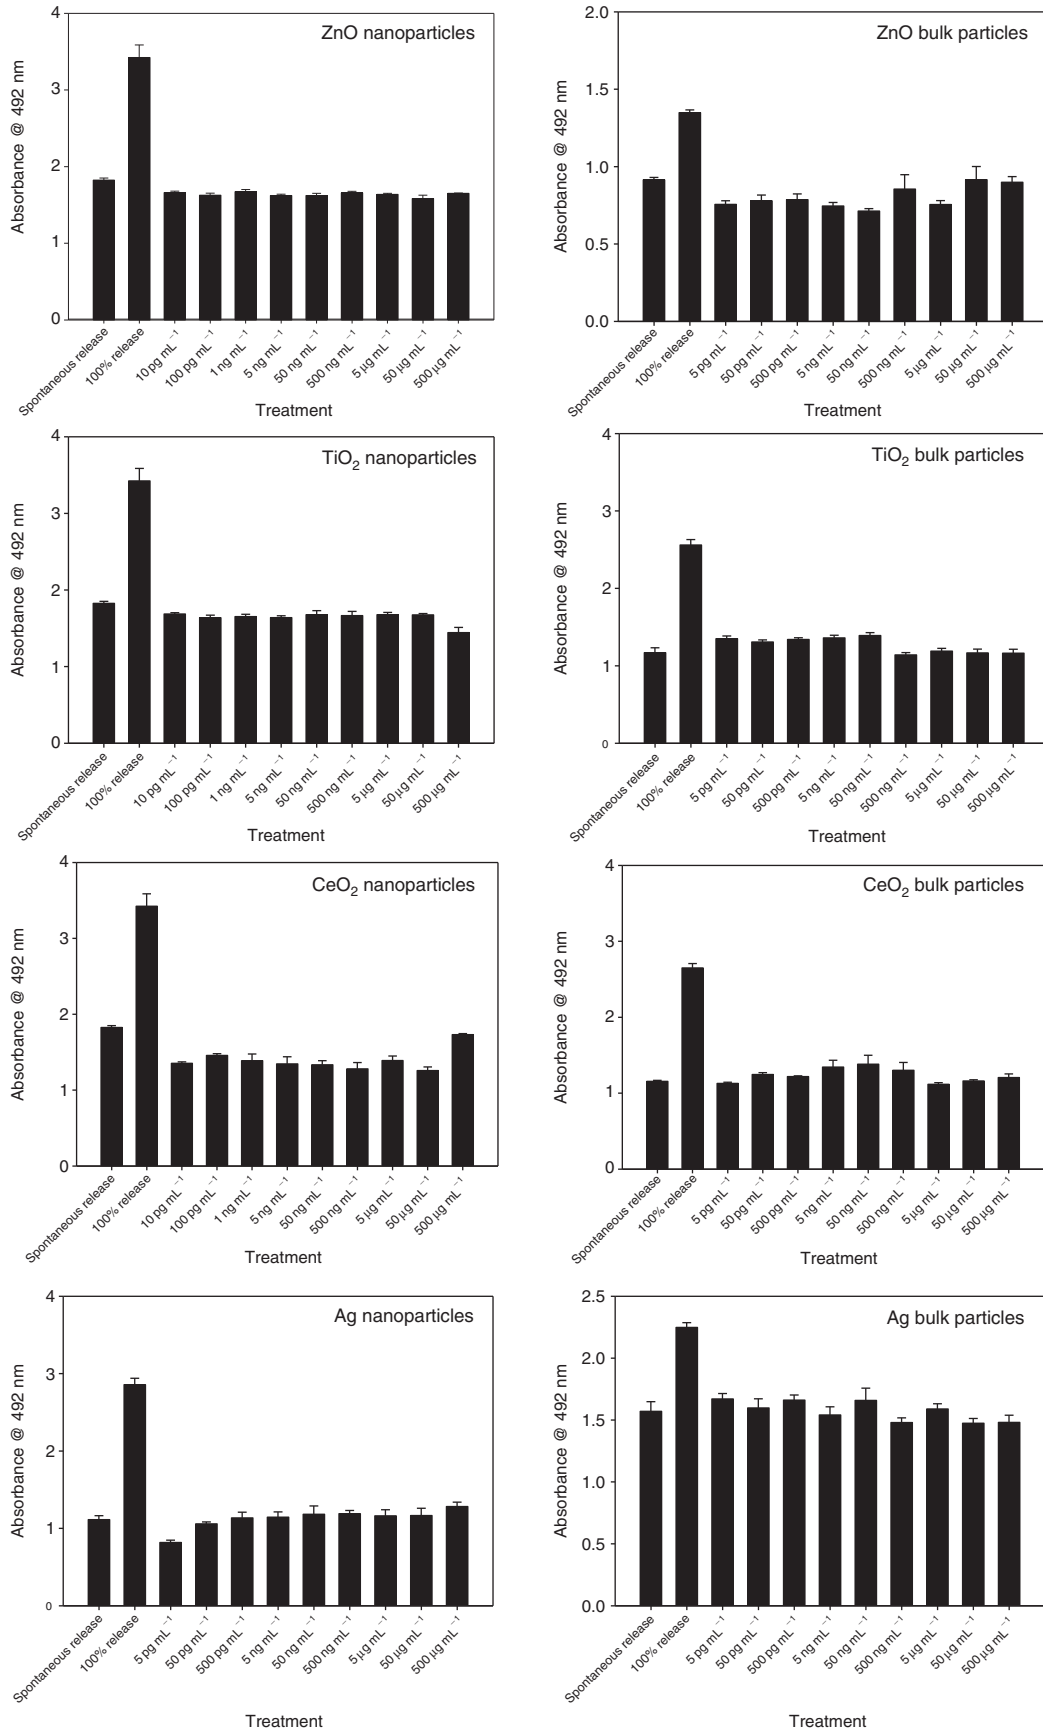 ZnO nanoparticles
Absorbance @ 492 nm
4
3
2
1
0
Spontaneous release
100% release
10 pg mL⁻¹
100 pg mL⁻¹
1 ng mL⁻¹
5 ng mL⁻¹
50 ng mL⁻¹
500 ng mL⁻¹
5 µg mL⁻¹
50 µg mL⁻¹
500 µg mL⁻¹
Treatment
ZnO bulk particles
Absorbance @ 492 nm
2.0
1.5
1.0
0.5
0.0
Spontaneous release
100% release
5 pg mL⁻¹
50 pg mL⁻¹
500 pg mL⁻¹
5 ng mL⁻¹
50 ng mL⁻¹
500 ng mL⁻¹
5 µg mL⁻¹
50 µg mL⁻¹
500 µg mL⁻¹
Treatment
TiO₂ nanoparticles
Absorbance @ 492 nm
4
3
2
1
0
Spontaneous release
100% release
10 pg mL⁻¹
100 pg mL⁻¹
1 ng mL⁻¹
5 ng mL⁻¹
50 ng mL⁻¹
500 ng mL⁻¹
5 µg mL⁻¹
50 µg mL⁻¹
500 µg mL⁻¹
Treatment
TiO₂ bulk particles
Absorbance @ 492 nm
4
3
2
1
0
Spontaneous release
100% release
5 pg mL⁻¹
50 pg mL⁻¹
500 pg mL⁻¹
5 ng mL⁻¹
50 ng mL⁻¹
500 ng mL⁻¹
5 µg mL⁻¹
50 µg mL⁻¹
500 µg mL⁻¹
Treatment
CeO₂ nanoparticles
Absorbance @ 492 nm
4
3
2
1
0
Spontaneous release
100% release
10 pg mL⁻¹
100 pg mL⁻¹
1 ng mL⁻¹
5 ng mL⁻¹
50 ng mL⁻¹
500 ng mL⁻¹
5 µg mL⁻¹
50 µg mL⁻¹
500 µg mL⁻¹
Treatment
CeO₂ bulk particles
Absorbance @ 492 nm
4
3
2
1
0
Spontaneous release
100% release
5 pg mL⁻¹
50 pg mL⁻¹
500 pg mL⁻¹
5 ng mL⁻¹
50 ng mL⁻¹
500 ng mL⁻¹
5 µg mL⁻¹
50 µg mL⁻¹
500 µg mL⁻¹
Treatment
Ag nanoparticles
Absorbance @ 492 nm
4
3
2
1
0
Spontaneous release
100% release
5 pg mL⁻¹
50 pg mL⁻¹
500 pg mL⁻¹
5 ng mL⁻¹
50 ng mL⁻¹
500 ng mL⁻¹
5 µg mL⁻¹
50 µg mL⁻¹
500 µg mL⁻¹
Treatment
Ag bulk particles
Absorbance @ 492 nm
2.5
2.0
1.5
1.0
0.5
0.0
Spontaneous release
100% release
5 pg mL⁻¹
50 pg mL⁻¹
500 pg mL⁻¹
5 ng mL⁻¹
50 ng mL⁻¹
500 ng mL⁻¹
5 µg mL⁻¹
50 µg mL⁻¹
500 µg mL⁻¹
Treatment